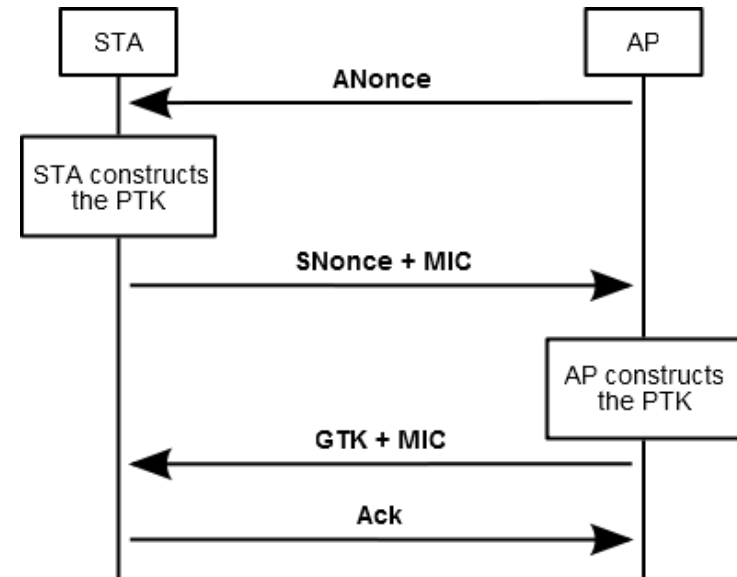 STA
AP
ANonce
STA constructs
the PTK
SNonce + MIC
AP constructs
the PTK
GTK + MIC
Ack